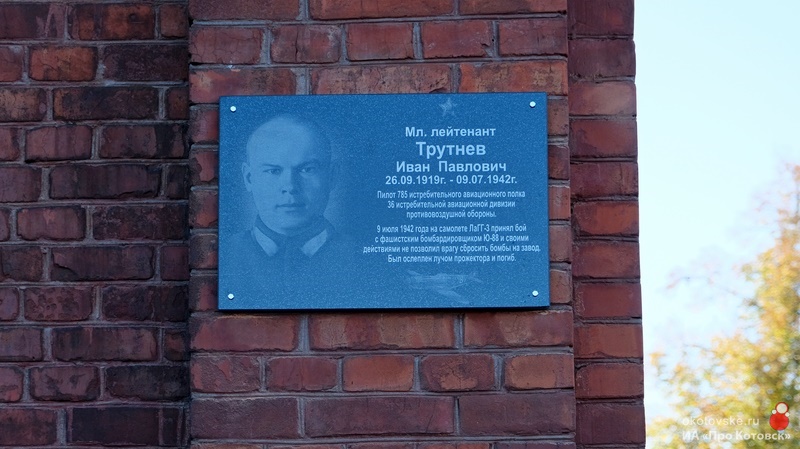 Мл. лейтенант
Трутнев
Иван Павлович
26.09.1919г. - 09.07.1942г.
Пилот 785 истребительного авиационного полка
36 истребительной авиационной дивизии
противовоздушной обороны.
9 июля 1942 года на самолете ЛаГГ-3 принял бой
с фашистским бомбардировщиком Ю-88 и своими
действиями не позволил врагу сбросить бомбы на завод.
Был ослеплен лучом прожектора и погиб.
okotovske.ru
ИА «Про Котовск»